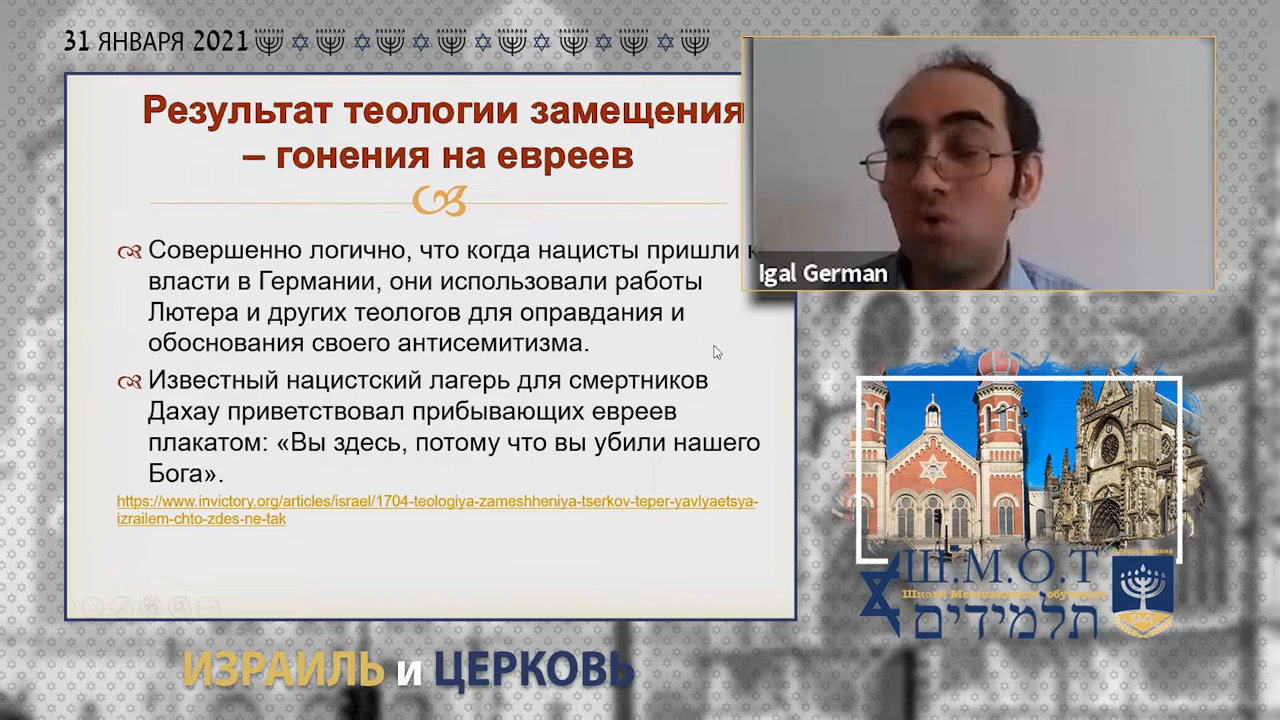 31 ЯНВАРЯ 2021
Результат теологии замещения
– гонения на евреев
Совершенно логично, что когда нацисты пришли к
власти в Германии, они использовали работы
Лютера и других теологов для оправдания и
обоснования своего антисемитизма.
Известный нацистский лагерь для смертников
Дахау приветствовал прибывающих евреев
плакатом: «Вы здесь, потому что вы убили нашего
Бога».
https://www.invictory.org/articles/israel/1704-teologiya-zameshheniya-tserkov-teper-yavlyaetsya-
izrailem-chto-zdes-ne-tak
Igal German
Ш.М.О.Т
Школа обучения
תלמידים
ИЗРАИЛЬ и ЦЕРКОВЬ